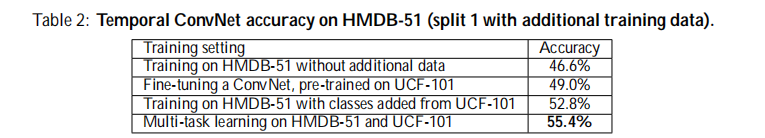 Table 2: Temporal ConvNet accuracy on HMDB-51 (split 1 with additional training data).
Training setting Accuracy
Training on HMDB-51 without additional data 46.6%
Fine-tuning a ConvNet, pre-trained on UCF-101 49.0%
Training on HMDB-51 with classes added from UCF-101 52.8%
Multi-task learning on HMDB-51 and UCF-101 55.4%